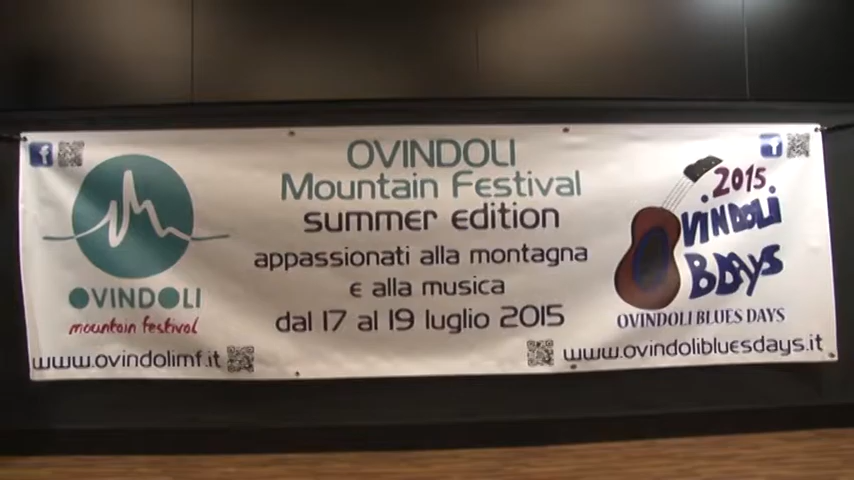 f
OVINDOLI
mountain festival
www.ovindolimf.it
OVINDOLI
Mountain Festival
summer edition
appassionati alla montagna
e alla musica
dal 17 al 19 luglio 2015
f
2015
VINDOLI
BDAYS
OVINDOLI BLUES DAYS
www.ovindolibluesdays.it